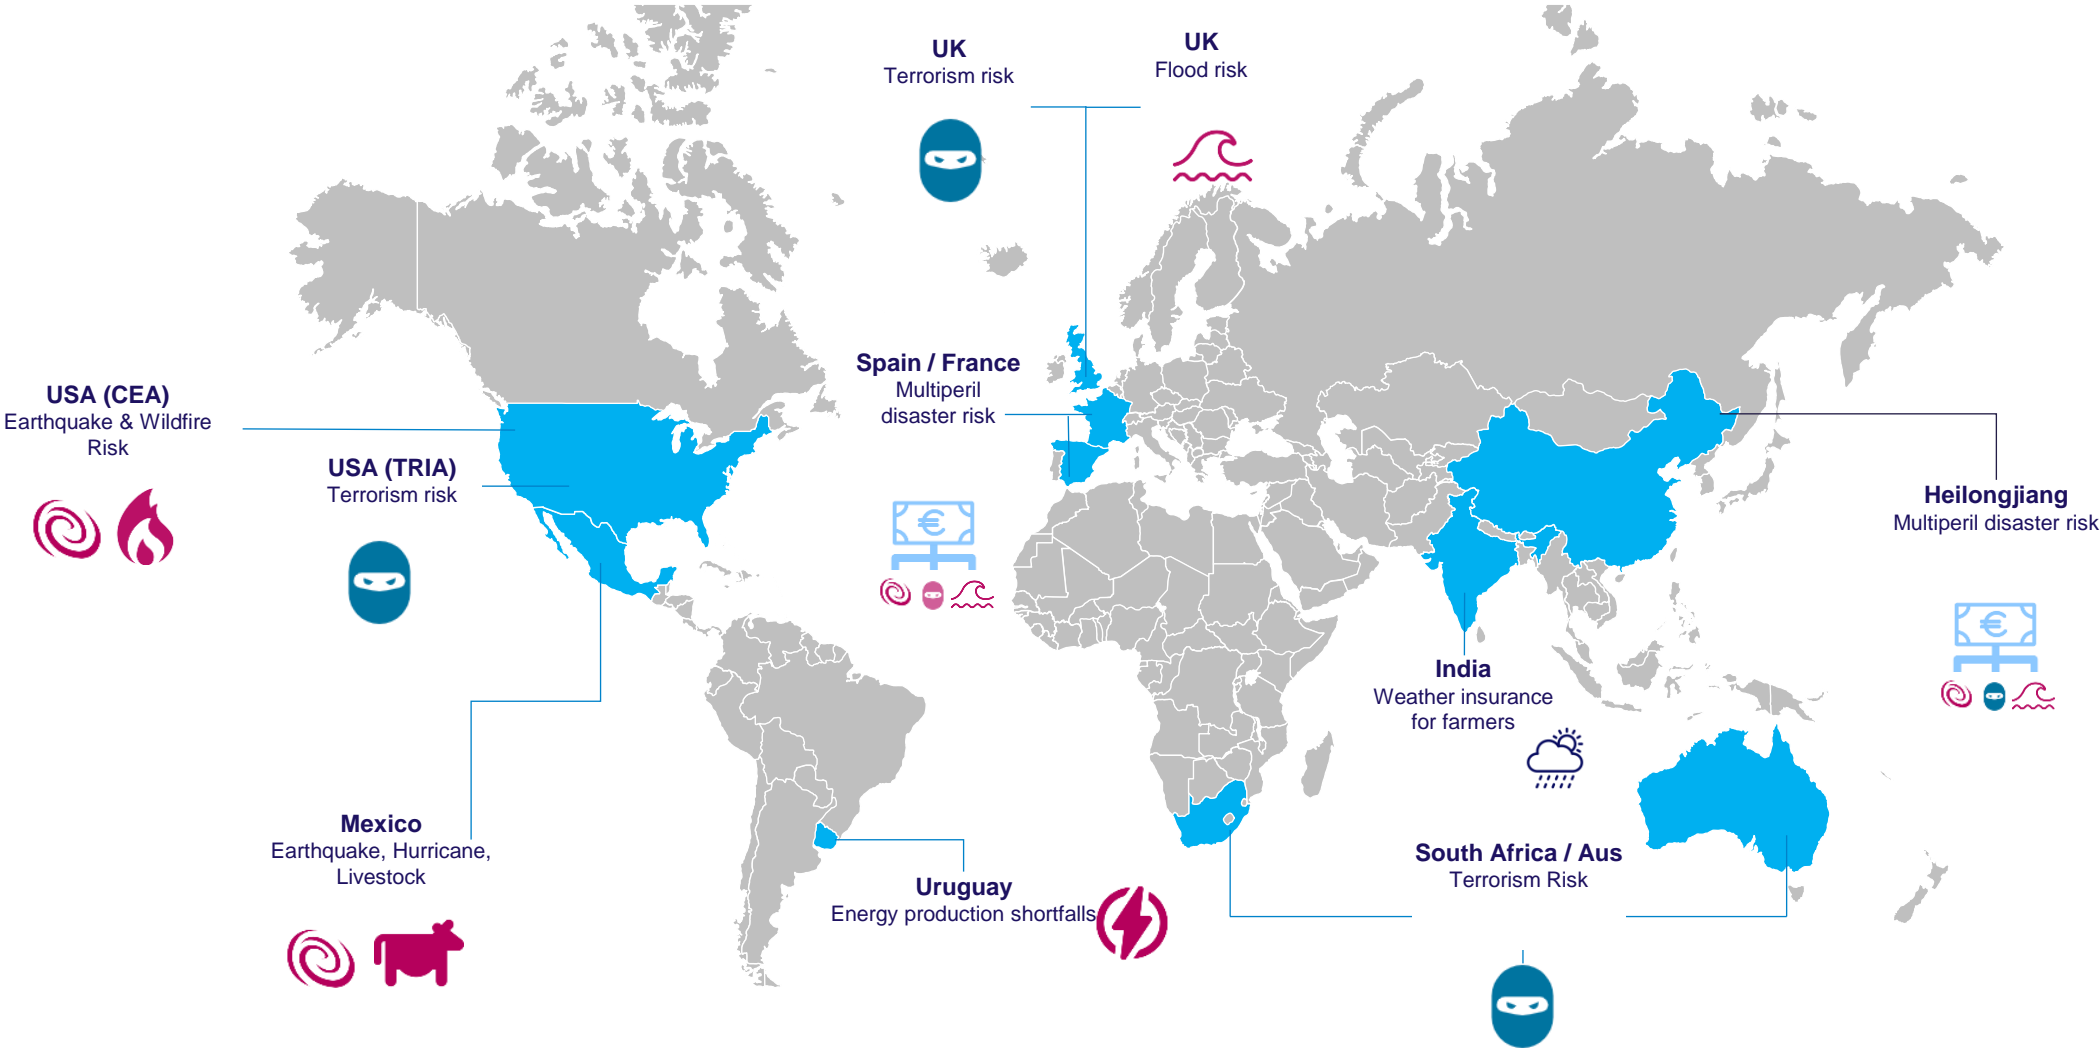 UK
Terrorism risk
UK
Flood risk
Spain / France
Multiperil
disaster risk
USA (CEA)
Earthquake & Wildfire
Risk
USA (TRIA)
Terrorism risk
€
Heilongjiang
Multiperil disaster risk
€
India
Weather insurance
for farmers
Mexico
Earthquake, Hurricane,
Livestock
Uruguay
Energy production shortfalls
South Africa / Aus
Terrorism Risk